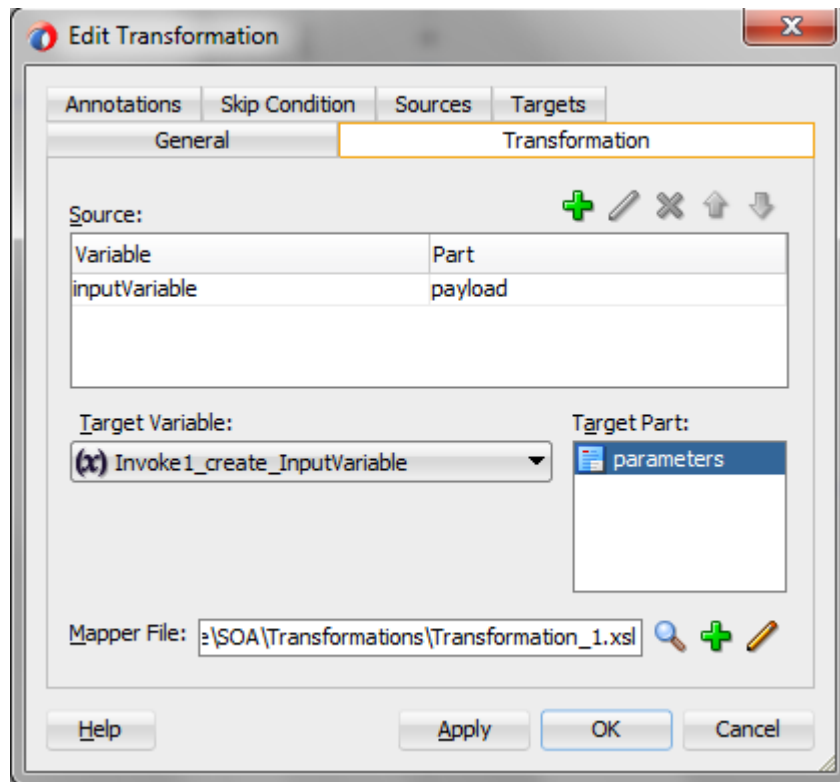 Edit Transformation
Annotations Skip Condition Sources Targets
General Transformation
Source:
Variable Part
inputVariable payload
Target Variable: Target Part:
(x) Invoke1_create_InputVariable parameters
Mapper File: e\SOA\Transformations\Transformation_1.xsl
Help Apply OK Cancel